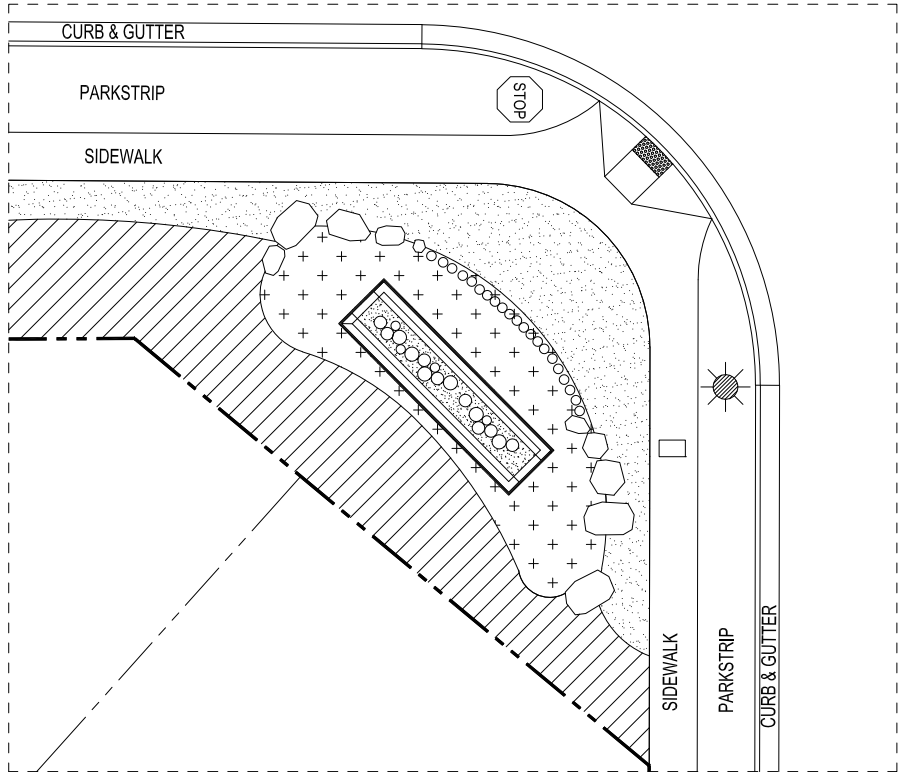 CURB & GUTTER
PARKSTRIP
STOP
SIDEWALK
SIDEWALK
PARKSTRIP
CURB & GUTTER